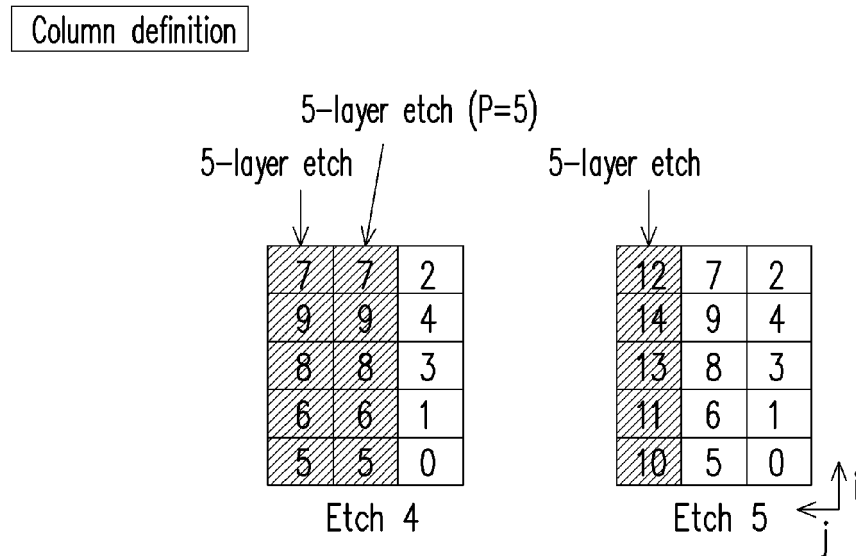 Column definition
5-layer etch (P=5)
5-layer etch 5-layer etch
7 7 2 12 7 2
9 9 4 14 9 4
8 8 3 13 8 3
6 6 1 11 6 1
5 5 0 10 5 0
Etch 4 Etch 5
i
j